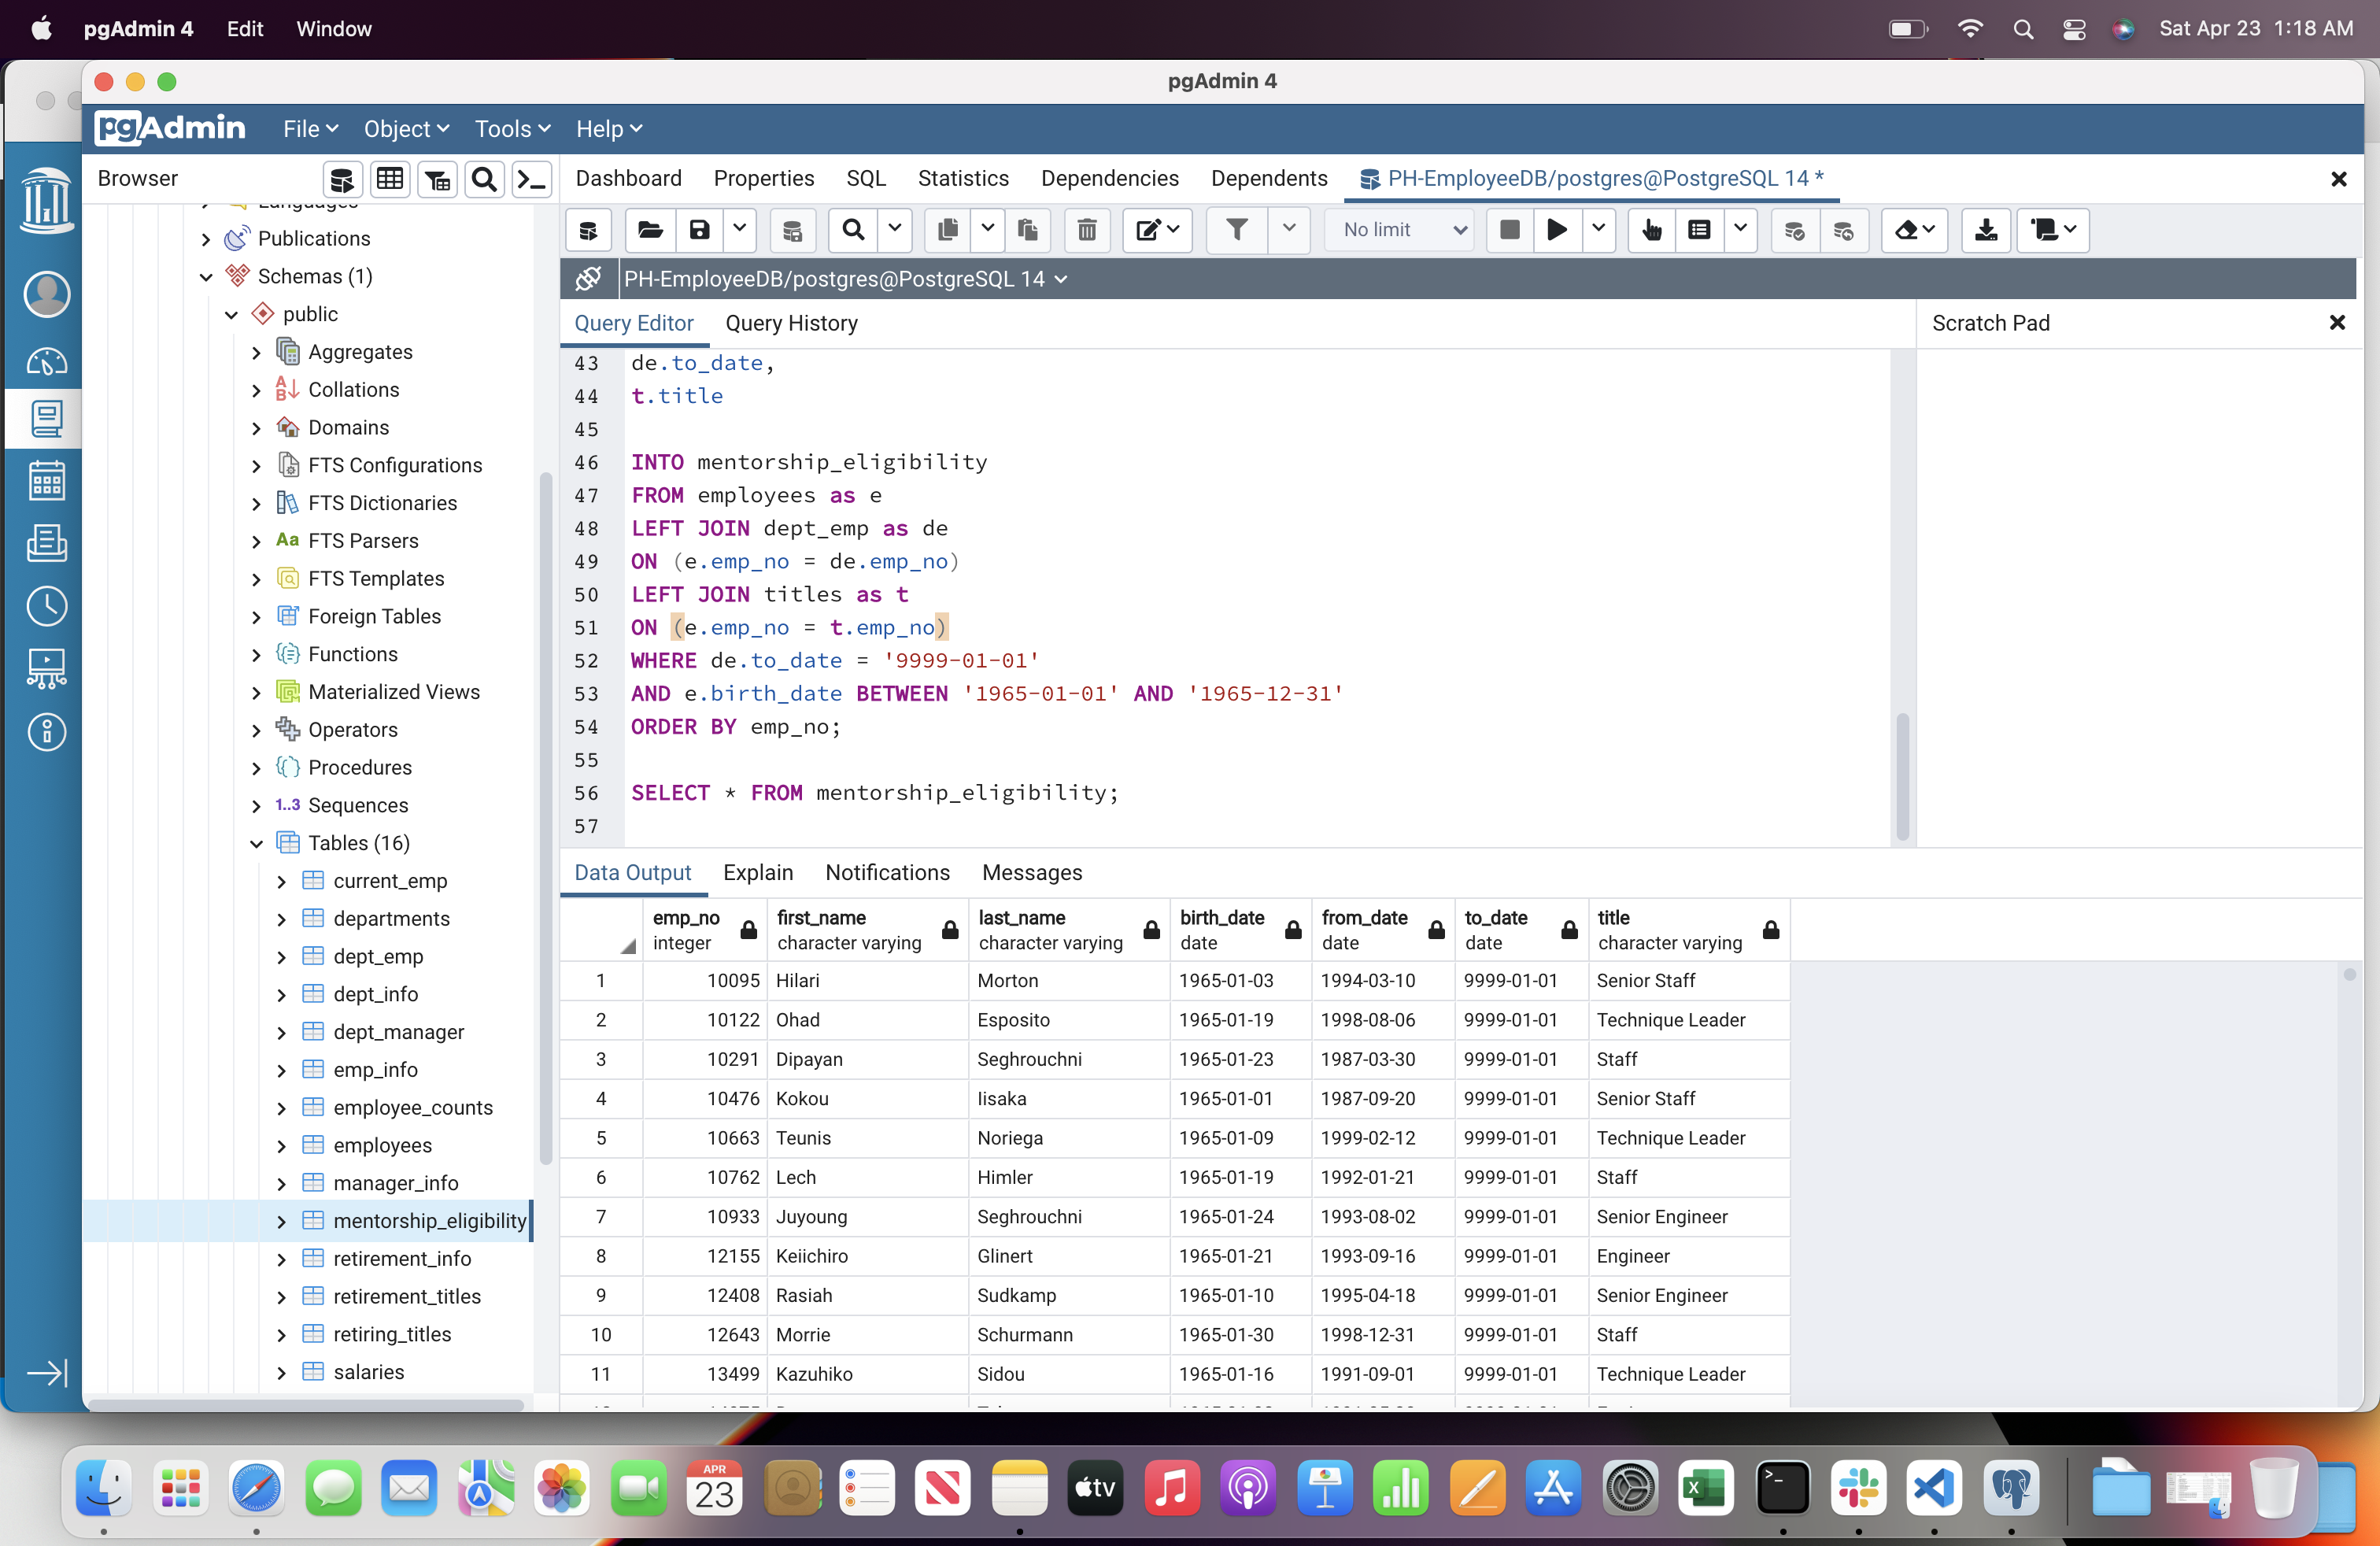 pgAdmin 4 Edit Window Sat Apr 23 1:18 AM
pgAdmin 4
pgAdmin File Object Tools Help
Browser Dashboard Properties SQL Statistics Dependencies Dependents PH-EmployeeDB/postgres@PostgreSQL 14 *
No limit
PH-EmployeeDB/postgres@PostgreSQL 14
Query Editor Query History Scratch Pad
Languages
Publications
Schemas (1)
public
Aggregates
Collations
Domains
FTS Configurations
FTS Dictionaries
Aa FTS Parsers
FTS Templates
Foreign Tables
Functions
Materialized Views
Operators
Procedures
1..3 Sequences
Tables (16)
current_emp
departments
dept_emp
dept_info
dept_manager
emp_info
employee_counts
employees
manager_info
mentorship_eligibility
retirement_info
retirement_titles
retiring_titles
salaries
43 de.to_date,
44 t.title
45
46 INTO mentorship_eligibility
47 FROM employees as e
48 LEFT JOIN dept_emp as de
49 ON (e.emp_no = de.emp_no)
50 LEFT JOIN titles as t
51 ON (e.emp_no = t.emp_no)
52 WHERE de.to_date = '9999-01-01'
53 AND e.birth_date BETWEEN '1965-01-01' AND '1965-12-31'
54 ORDER BY emp_no;
55
56 SELECT * FROM mentorship_eligibility;
57
Data Output Explain Notifications Messages
emp_no first_name last_name birth_date from_date to_date title
integer character varying character varying date date date character varying
1 10095 Hilari Morton 1965-01-03 1994-03-10 9999-01-01 Senior Staff
2 10122 Ohad Esposito 1965-01-19 1998-08-06 9999-01-01 Technique Leader
3 10291 Dipayan Seghrouchni 1965-01-23 1987-03-30 9999-01-01 Staff
4 10476 Kokou Iisaka 1965-01-01 1987-09-20 9999-01-01 Senior Staff
5 10663 Teunis Noriega 1965-01-09 1999-02-12 9999-01-01 Technique Leader
6 10762 Lech Himler 1965-01-19 1992-01-21 9999-01-01 Staff
7 10933 Juyoung Seghrouchni 1965-01-24 1993-08-02 9999-01-01 Senior Engineer
8 12155 Keiichiro Glinert 1965-01-21 1993-09-16 9999-01-01 Engineer
9 12408 Rasiah Sudkamp 1965-01-10 1995-04-18 9999-01-01 Senior Engineer
10 12643 Morrie Schurmann 1965-01-30 1998-12-31 9999-01-01 Staff
11 13499 Kazuhiko Sidou 1965-01-16 1991-09-01 9999-01-01 Technique Leader
APR
23
tv